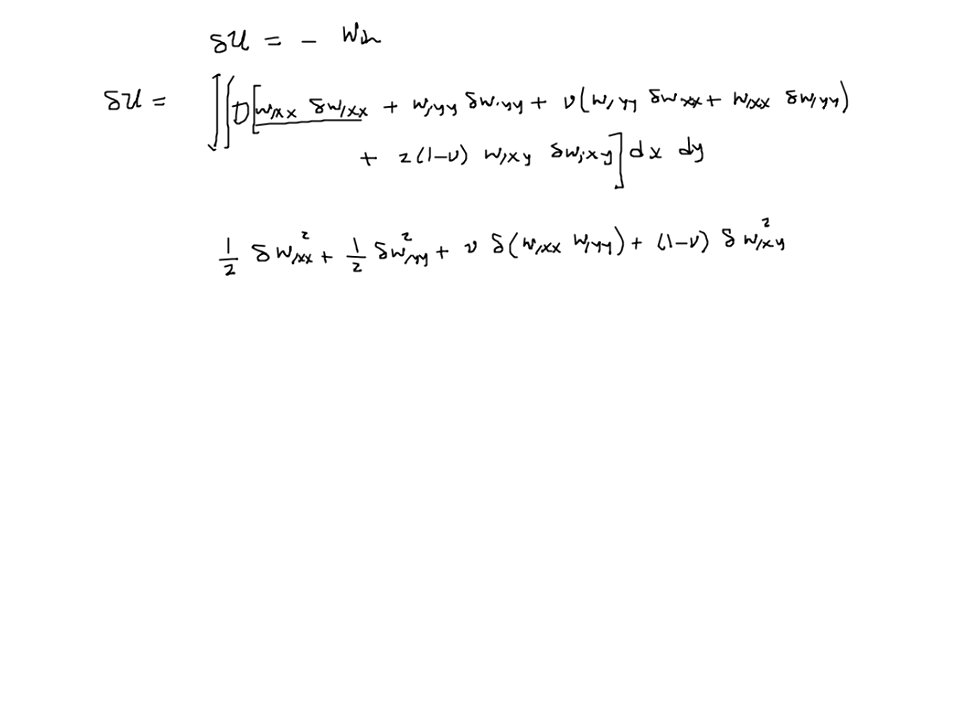 δU = - Win
δU = ∬ D[w,xx δw,xx + w,yy δw,yy + ν(w,yy δw,xx + w,xx δw,yy)
+ 2(1-ν) w,xy δw,xy] dx dy
1/2 δw,xx² + 1/2 δw,yy² + ν δ(w,xx w,yy) + (1-ν) δ w,xy²